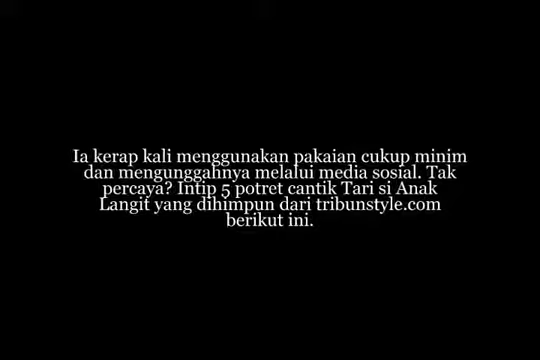 Ia kerap kali menggunakan pakaian cukup minim
dan mengunggahnya melalui media sosial. Tak
percaya? Intip 5 potret cantik Tari si Anak
Langit yang dihimpun dari tribunstyle.com
berikut ini.